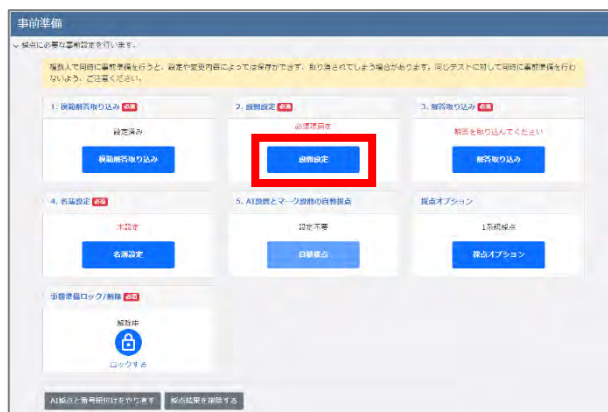 事前準備
採点に必要な事前設定を行います。
複数人で同時に事前準備を行うと、設定や変更内容によっては保存ができず、取り消されてしまう場合があります。同じテストに対して同時に事前準備を行わ
ないよう、ご注意ください。
1. 模範解答取り込み 必須
設定済み
模範解答取り込み
2. 設問設定 必須
必須項目
設問設定
3. 解答取り込み 必須
解答を取り込んでください
解答取り込み
4. 名簿設定 必須
未設定
名簿設定
5. AI設問とマーク設問の自動採点
設定不要
自動採点
採点オプション
1系統採点
採点オプション
事前準備ロック/解除 必須
解除中
ロックする
AI採点と番号紐付けをやり直す
採点結果を削除する